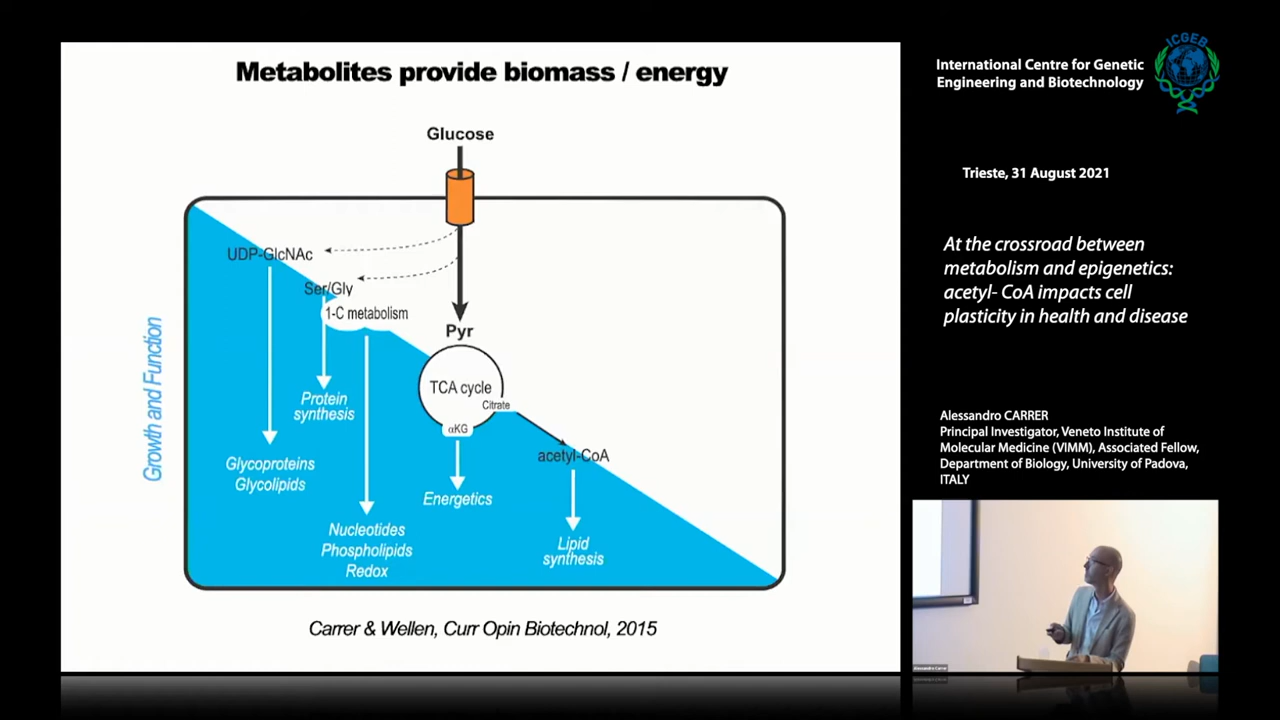 Metabolites provide biomass / energy
Glucose
UDP-GlcNAc
Ser/Gly
1-C metabolism
Pyr
TCA cycle
Citrate
αKG
acetyl-CoA
Protein
synthesis
Glycoproteins
Glycolipids
Energetics
Nucleotides
Phospholipids
Redox
Lipid
synthesis
Growth and Function
Carrer & Wellen, Curr Opin Biotechnol, 2015
International Centre for Genetic
Engineering and Biotechnology
ICGEB
Trieste, 31 August 2021
At the crossroad between
metabolism and epigenetics:
acetyl- CoA impacts cell
plasticity in health and disease
Alessandro CARRER
Principal Investigator, Veneto Institute of
Molecular Medicine (VIMM), Associated Fellow,
Department of Biology, University of Padova,
ITALY
Alessandro Carrer